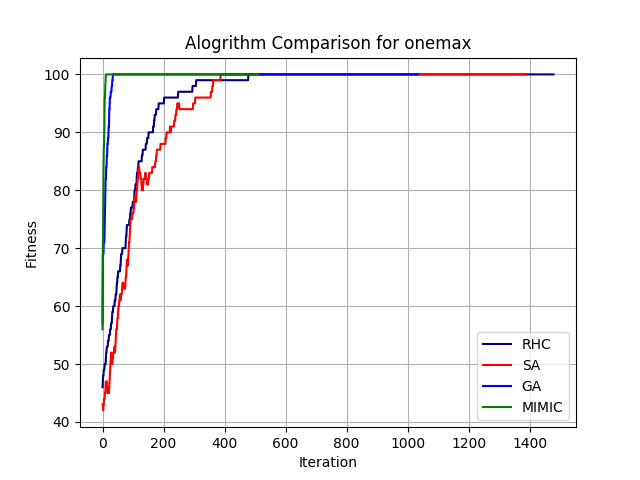 Alogrithm Comparison for onemax
100
90
80
70
60
50
40
Fitness
0 200 400 600 800 1000 1200 1400
Iteration
RHC
SA
GA
MIMIC